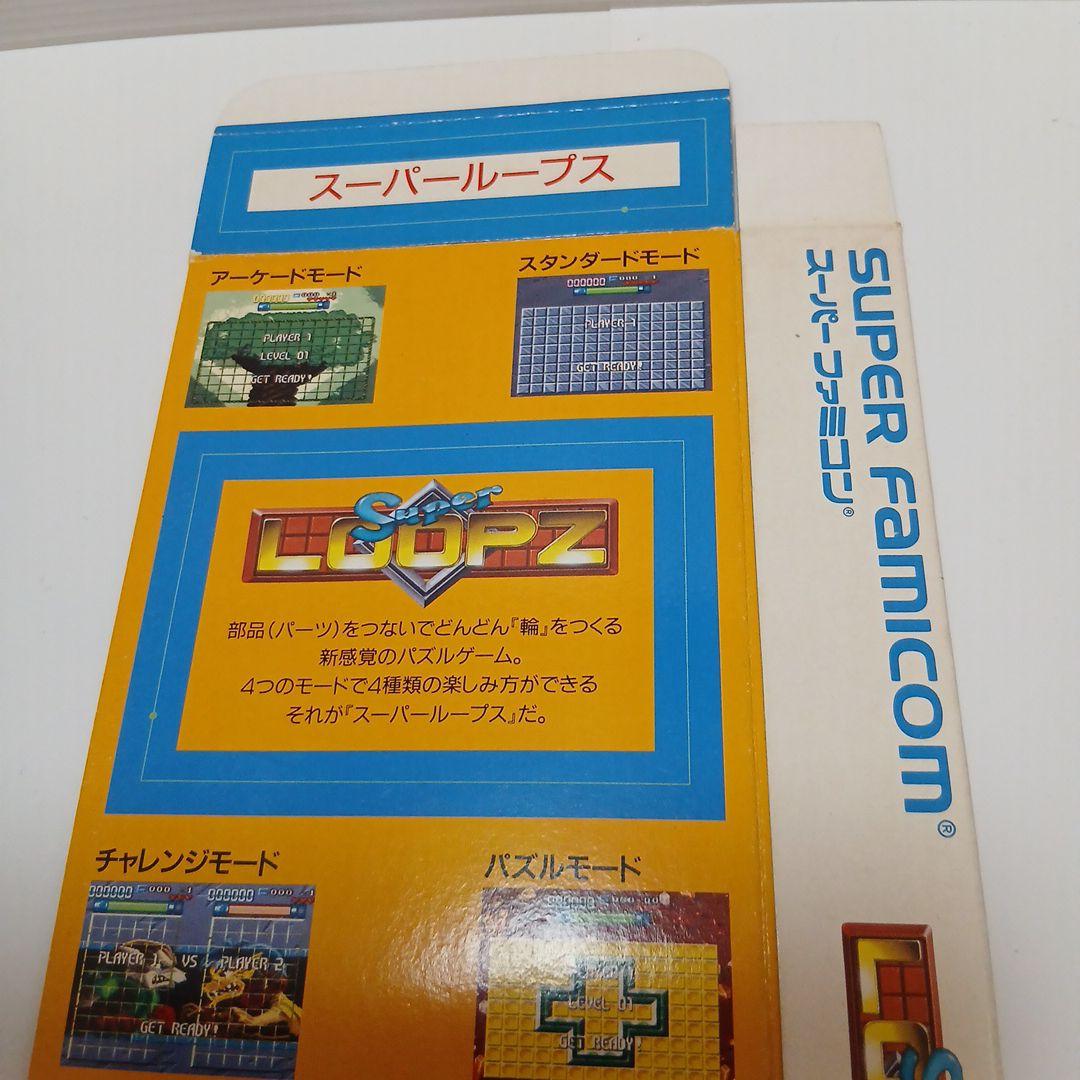 スーパーループス
アーケードモード
スタンダードモード
000000
PLAYER 1
LEVEL 01
GET READY!
000000
PLAYER 1
GET READY!
Super
LOOPZ
部品(パーツ)をつないでどんどん『輪』をつくる
新感覚のパズルゲーム。
4つのモードで4種類の楽しみ方ができる
それが『スーパーループス』だ。
チャレンジモード
パズルモード
000000
000000
PLAYER 1 VS PLAYER 2
GET READY!
LEVEL 01
GET READY!
SUPER FAMICOM®
スーパーファミコン®
Super